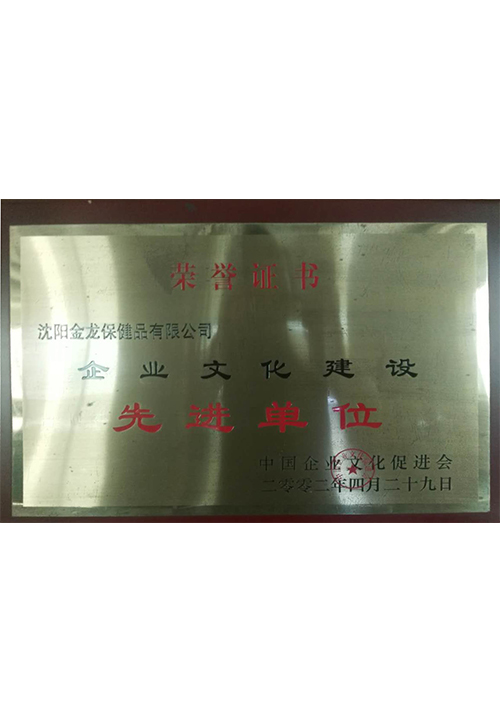 荣誉证书
沈阳金龙保健品有限公司
企业文化建设
先进单位
中国企业文化促进会
二零零二年四月二十九日